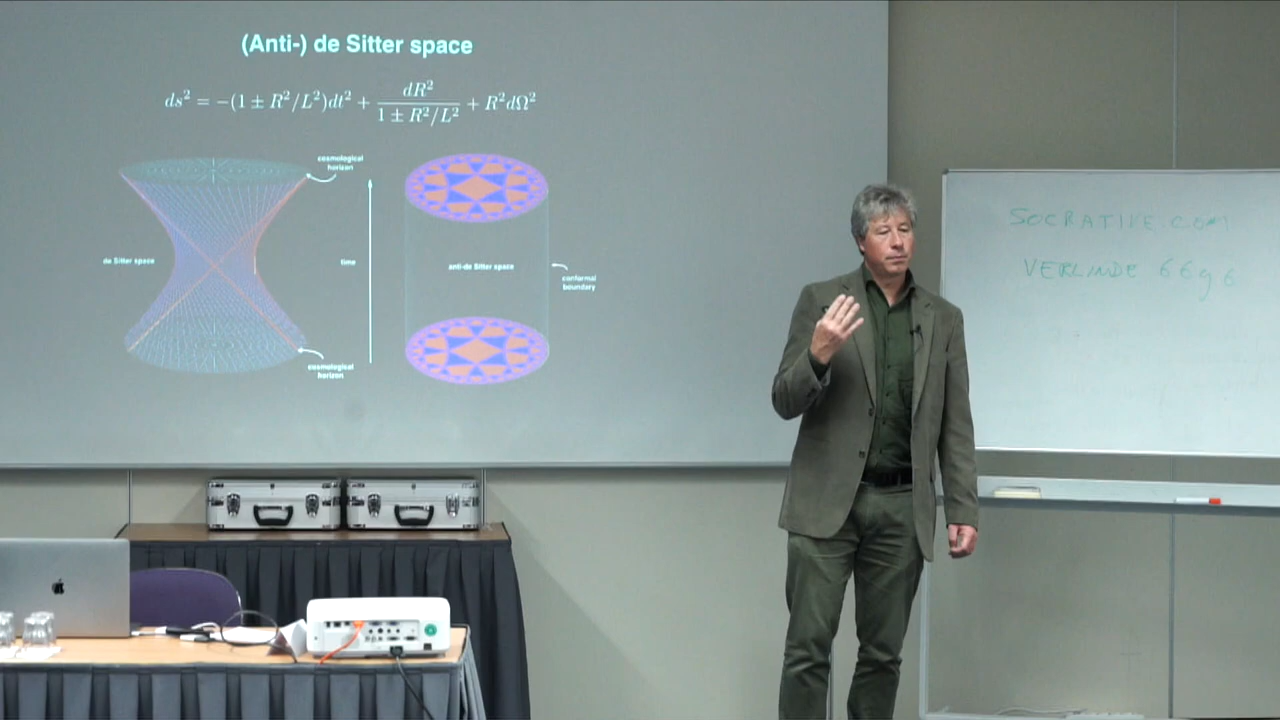 (Anti-) de Sitter space
ds² = −(1 ± R²/L²)dt² + dR²/(1 ± R²/L²) + R²dΩ²
cosmological
horizon
de Sitter space
time
anti-de Sitter space
conformal
boundary
cosmological
horizon
SOCRATIVE.COM
VERLINDE 6696